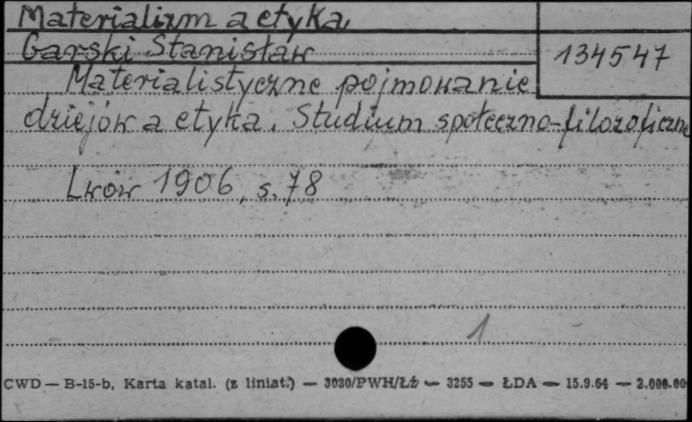 Materializm a etyka
Garski Stanisław
134547
Materialistyczne pojmowanie
dziejów a etyka. Studium społeczno-filozoficzne
Lwów 1906, s. 78
1
CWD — B-15-b, Karta katal. (z liniat.) — 3030/PWH/Łż — 3255 — ŁDA — 15.9.64 — 2.000.00